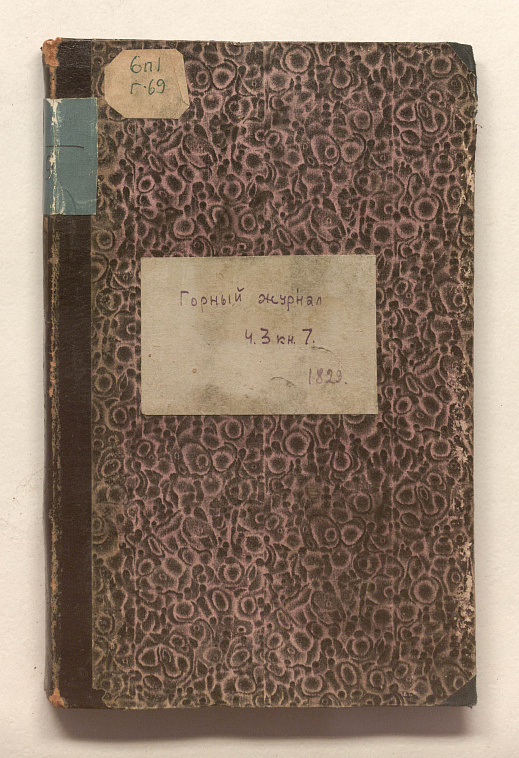 6п1
Г.69
Горный журнал
ч.3 кн.7.
1829.